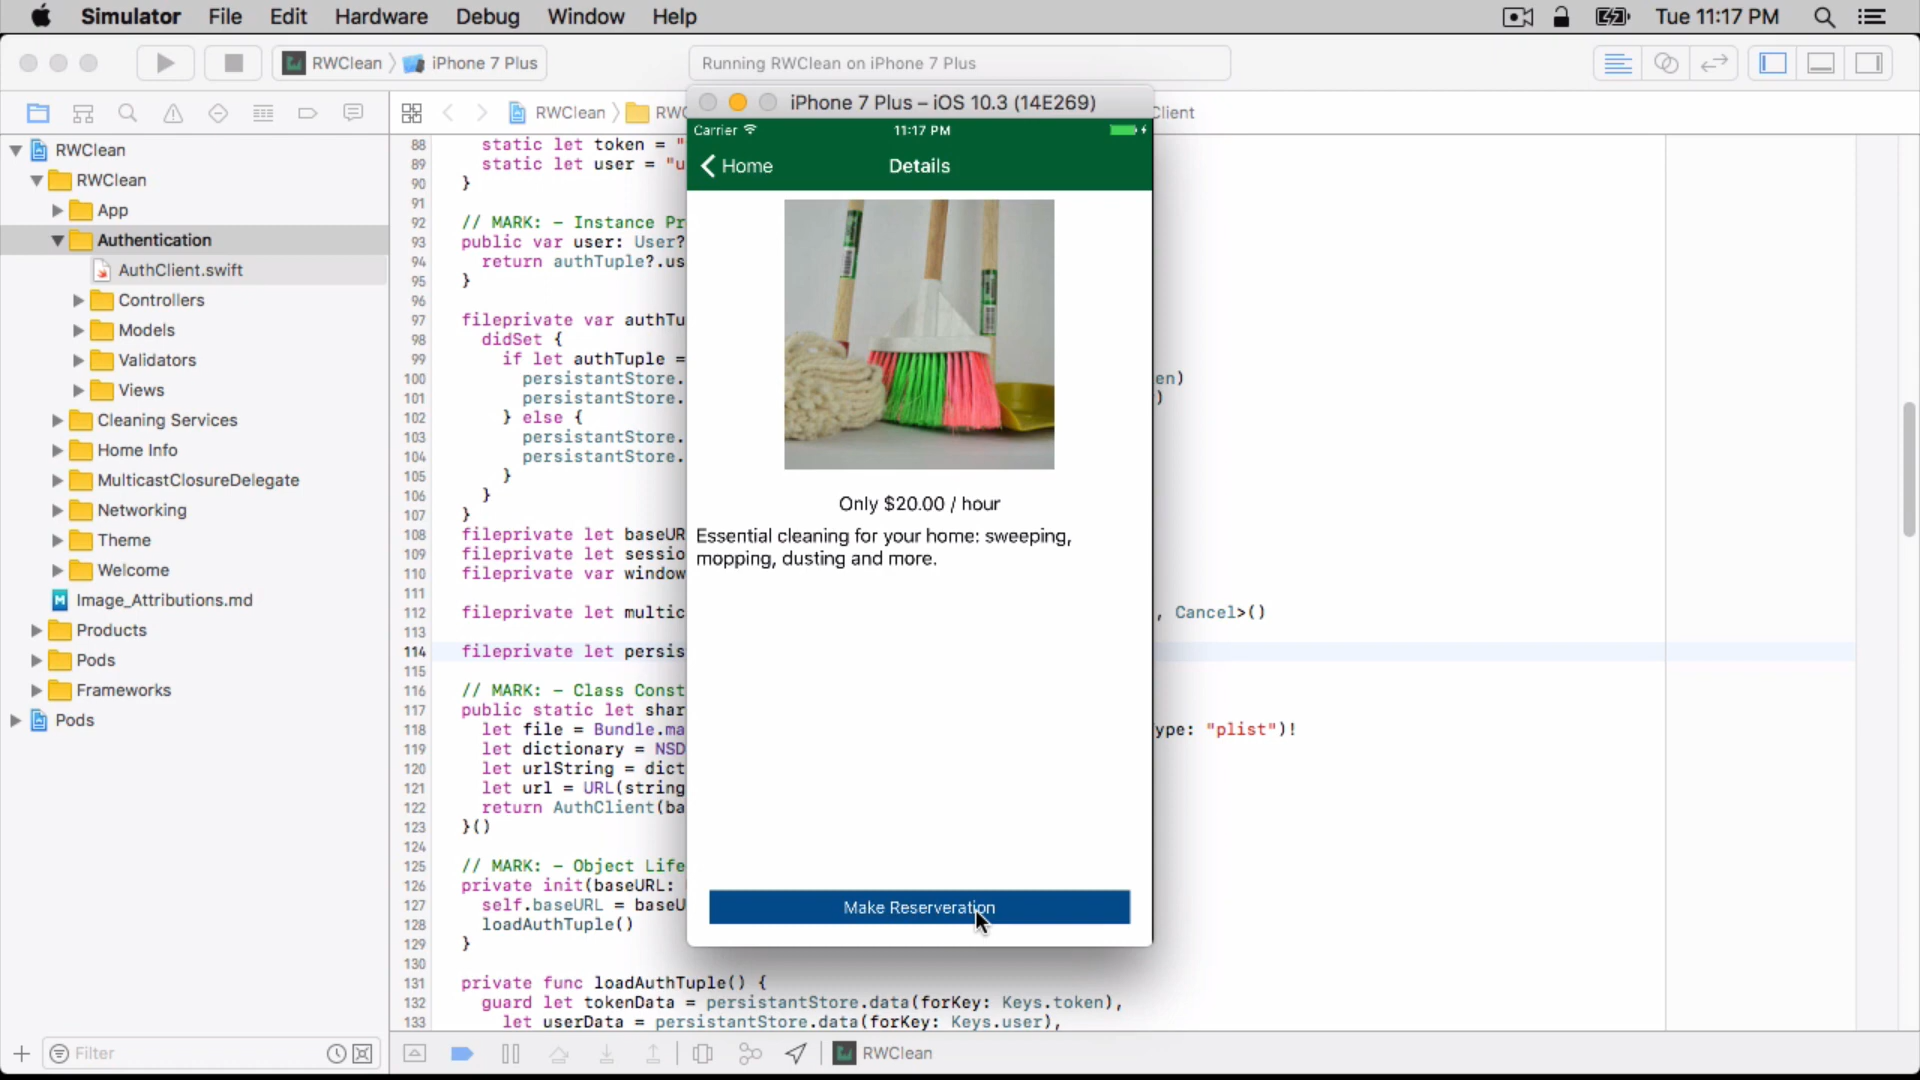 Simulator File Edit Hardware Debug Window Help Tue 11:17 PM
RWClean iPhone 7 Plus Running RWClean on iPhone 7 Plus
RWClean RWC Client
iPhone 7 Plus – iOS 10.3 (14E269)
Carrier 11:17 PM
Home Details
Only $20.00 / hour
Essential cleaning for your home: sweeping,
mopping, dusting and more.
Make Reserveration
RWClean
RWClean
App
Authentication
AuthClient.swift
Controllers
Models
Validators
Views
Cleaning Services
Home Info
MulticastClosureDelegate
Networking
Theme
Welcome
Image_Attributions.md
Products
Pods
Frameworks
Pods
88 static let token = "
89 static let user = "u
90 }
91
92 // MARK: - Instance Pr
93 public var user: User?
94 return authTuple?.us
95 }
96
97 fileprivate var authTu
98 didSet {
99 if let authTuple =
100 persistantStore. en)
101 persistantStore. )
102 } else {
103 persistantStore.
104 persistantStore.
105 }
106 }
107 }
108 fileprivate let baseUR
109 fileprivate let sessio
110 fileprivate var window
111
112 fileprivate let multic , Cancel>()
113
114 fileprivate let persis
115
116 // MARK: - Class Const
117 public static let shar
118 let file = Bundle.ma ype: "plist")!
119 let dictionary = NSD
120 let urlString = dict
121 let url = URL(string
122 return AuthClient(ba
123 }()
124
125 // MARK: - Object Life
126 private init(baseURL:
127 self.baseURL = baseU
128 loadAuthTuple()
129 }
130
131 private func loadAuthTuple() {
132 guard let tokenData = persistantStore.data(forKey: Keys.token),
133 let userData = persistantStore.data(forKey: Keys.user),
Filter RWClean